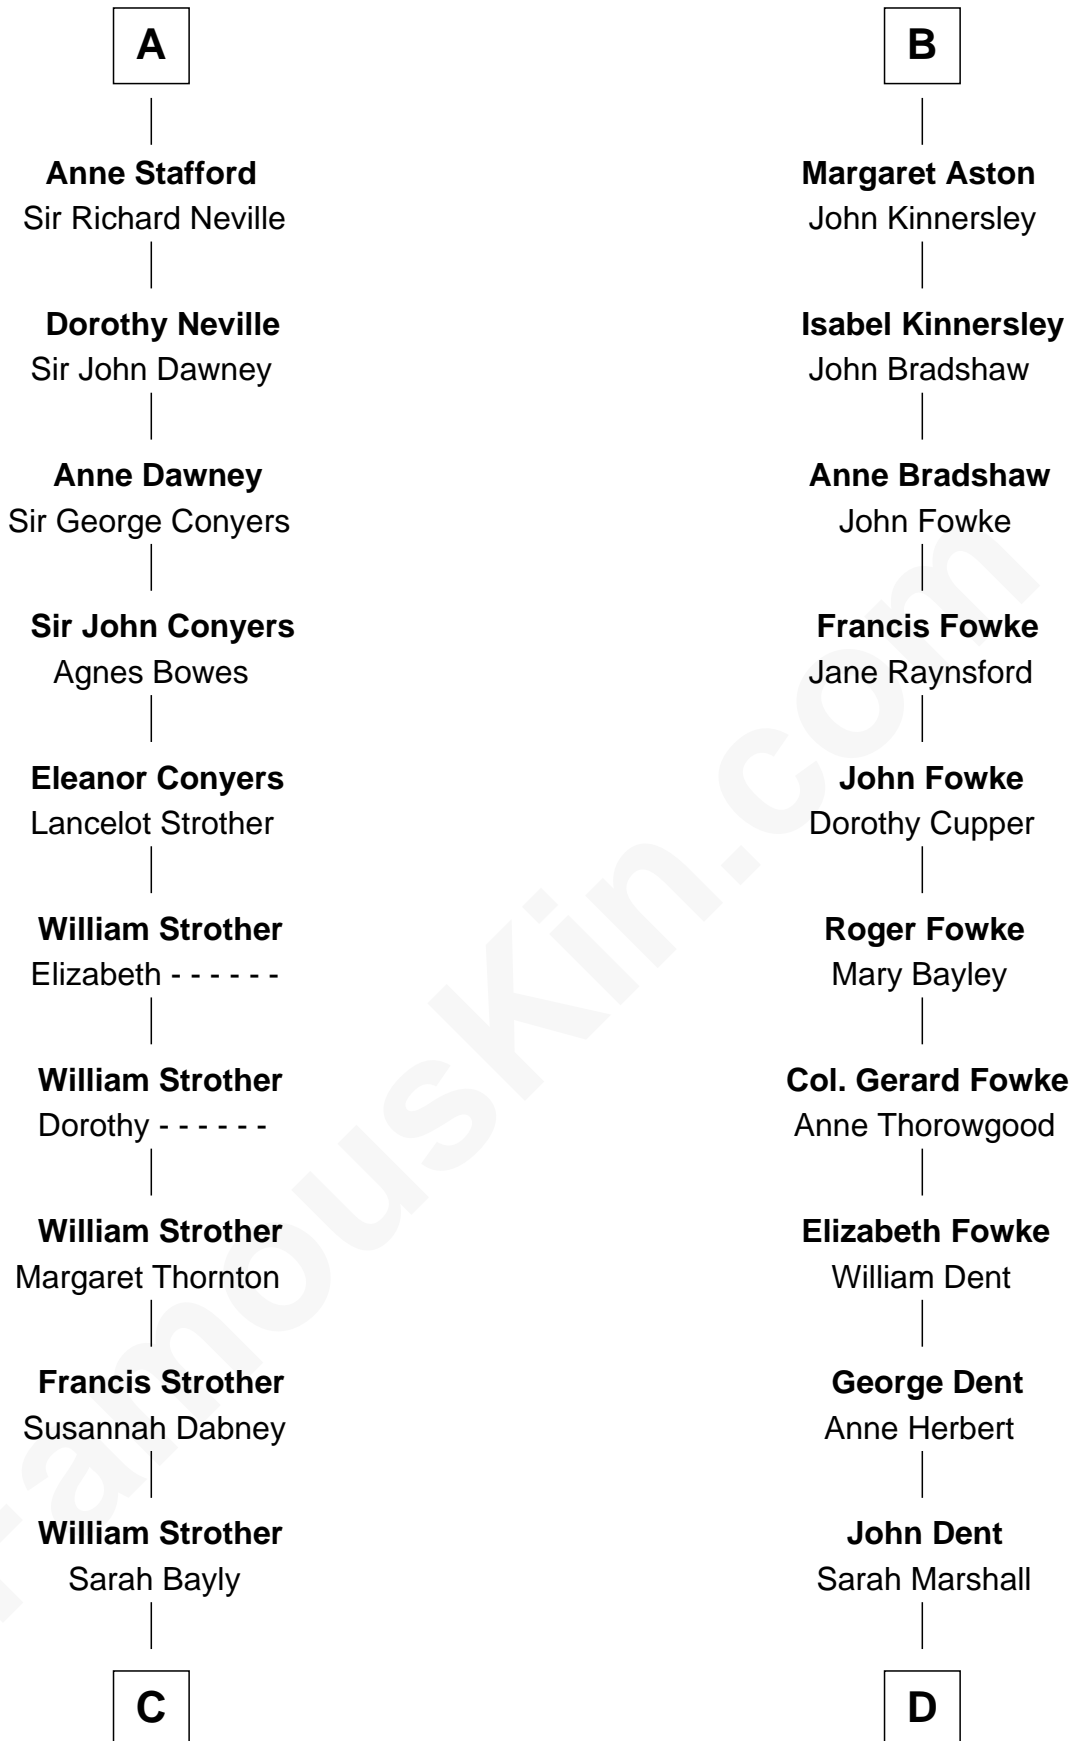 A
Anne Stafford
Sir Richard Neville
Dorothy Neville
Sir John Dawney
Anne Dawney
Sir George Conyers
Sir John Conyers
Agnes Bowes
Eleanor Conyers
Lancelot Strother
William Strother
Elizabeth - - - - - -
William Strother
Dorothy - - - - - -
William Strother
Margaret Thornton
Francis Strother
Susannah Dabney
William Strother
Sarah Bayly
C
B
Margaret Aston
John Kinnersley
Isabel Kinnersley
John Bradshaw
Anne Bradshaw
John Fowke
Francis Fowke
Jane Raynsford
John Fowke
Dorothy Cupper
Roger Fowke
Mary Bayley
Col. Gerard Fowke
Anne Thorowgood
Elizabeth Fowke
William Dent
George Dent
Anne Herbert
John Dent
Sarah Marshall
D
FamousKin.com